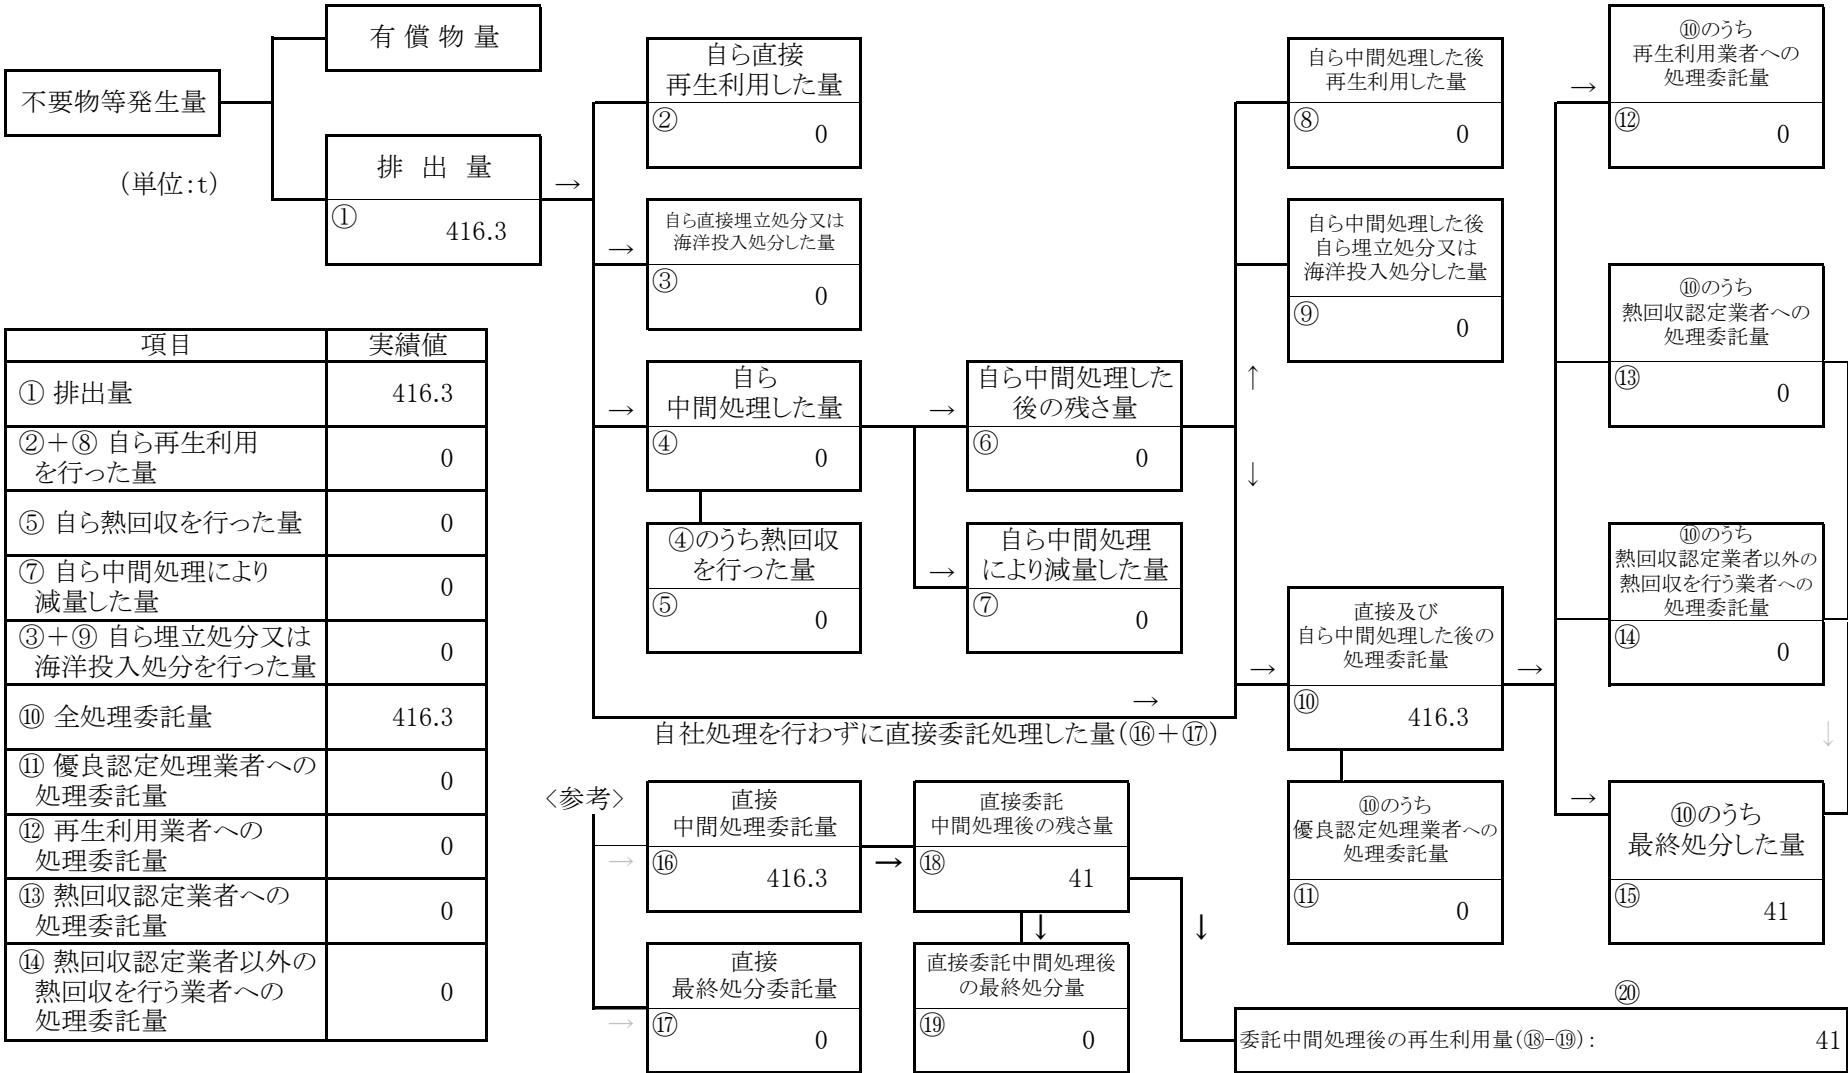 有 償 物 量
不要物等発生量
（単位：t）
排 出 量
→
①
416.3
自ら直接
再生利用した量
②
0
→
自ら直接埋立処分又は
海洋投入処分した量
③
0
→
自ら
中間処理した量
④
0
④のうち熱回収
を行った量
⑤
0
→
自ら中間処理した
後の残さ量
⑥
0
→
自ら中間処理
により減量した量
⑦
0
↑
↓
自ら中間処理した後
再生利用した量
⑧
0
自ら中間処理した後
自ら埋立処分又は
海洋投入処分した量
⑨
0
→
自社処理を行わずに直接委託処理した量（⑯＋⑰）
→
直接及び
自ら中間処理した後の
処理委託量
⑩
416.3
→
⑩のうち
優良認定処理業者への
処理委託量
⑪
0
→
⑩のうち
再生利用業者への
処理委託量
⑫
0
⑩のうち
熱回収認定業者への
処理委託量
⑬
0
⑩のうち
熱回収認定業者以外の
熱回収を行う業者への
処理委託量
⑭
0
↓
→
⑩のうち
最終処分した量
⑮
41
項目 実績値
① 排出量 416.3
②＋⑧ 自ら再生利用
を行った量 0
⑤ 自ら熱回収を行った量 0
⑦ 自ら中間処理により
減量した量 0
③＋⑨ 自ら埋立処分又は
海洋投入処分を行った量 0
⑩ 全処理委託量 416.3
⑪ 優良認定処理業者への
処理委託量 0
⑫ 再生利用業者への
処理委託量 0
⑬ 熱回収認定業者への
処理委託量 0
⑭ 熱回収認定業者以外の
熱回収を行う業者への
処理委託量 0
〈参考〉
→
直接
中間処理委託量
⑯
416.3
→
直接委託
中間処理後の残さ量
⑱
41
↓
↓
→
直接
最終処分委託量
⑰
0
直接委託中間処理後
の最終処分量
⑲
0
⑳
委託中間処理後の再生利用量（⑱-⑲）： 41